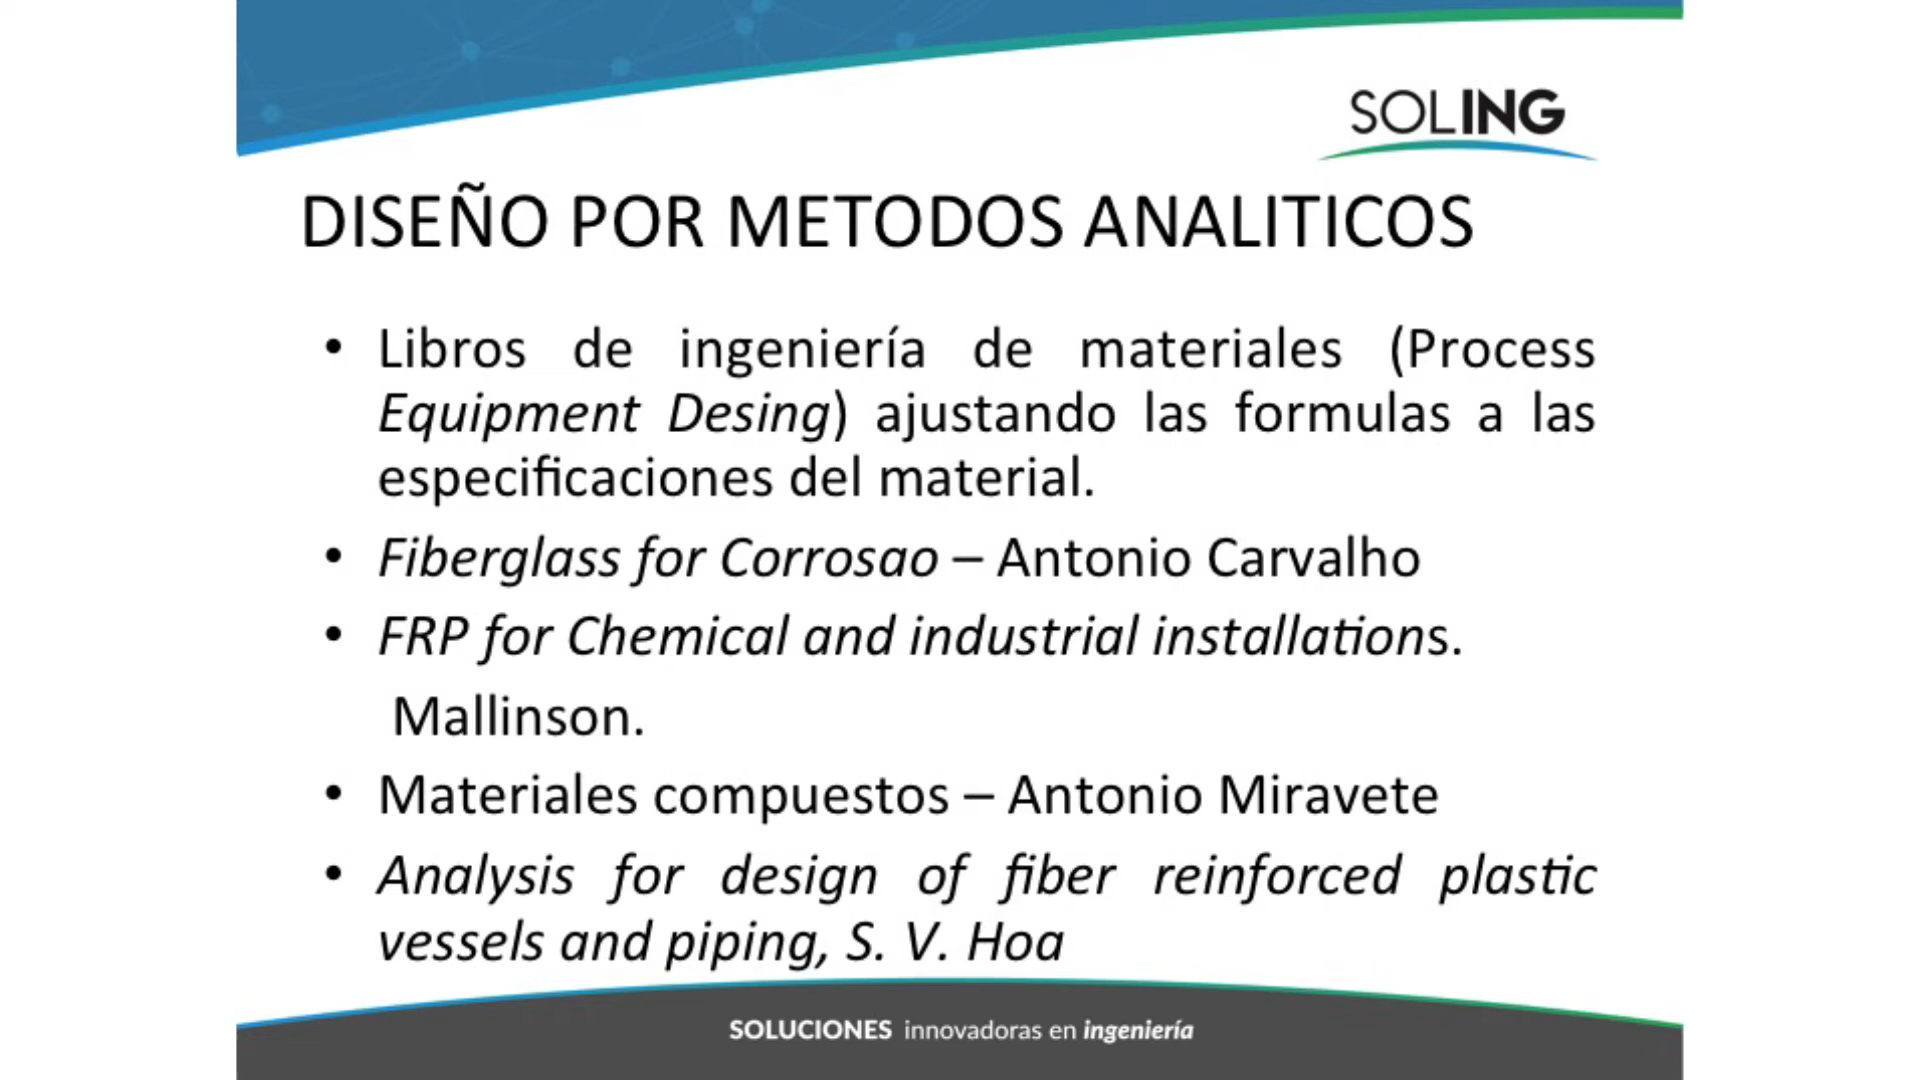 SOLING
DISEÑO POR METODOS ANALITICOS
• Libros de ingeniería de materiales (Process
Equipment Desing) ajustando las formulas a las
especificaciones del material.
• Fiberglass for Corrosao – Antonio Carvalho
• FRP for Chemical and industrial installations.
Mallinson.
• Materiales compuestos – Antonio Miravete
• Analysis for design of fiber reinforced plastic
vessels and piping, S. V. Hoa
SOLUCIONES innovadoras en ingeniería